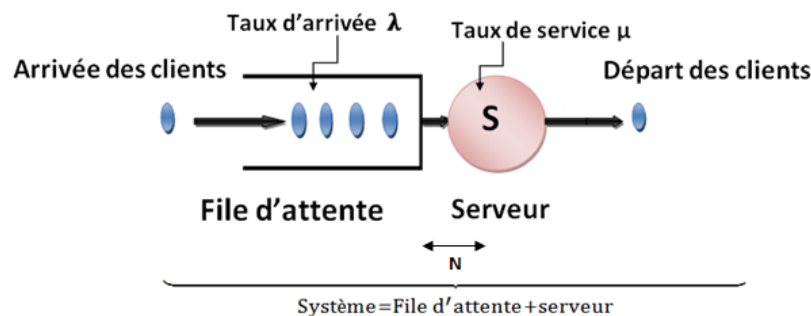 Taux d'arrivée λ
Taux de service μ
Arrivée des clients
Départ des clients
S
File d'attente
Serveur
N
Système=File d'attente+serveur